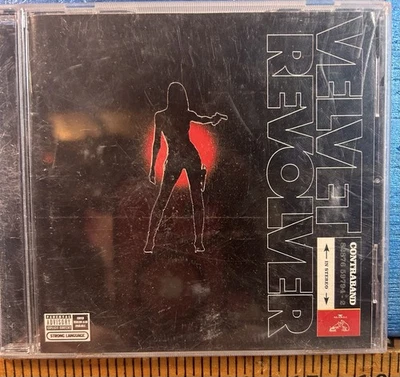 VELVET
REVOLVER
CONTRABAND
IN STEREO
PARENTAL
ADVISORY
EXPLICIT CONTENT
STRONG LANGUAGE